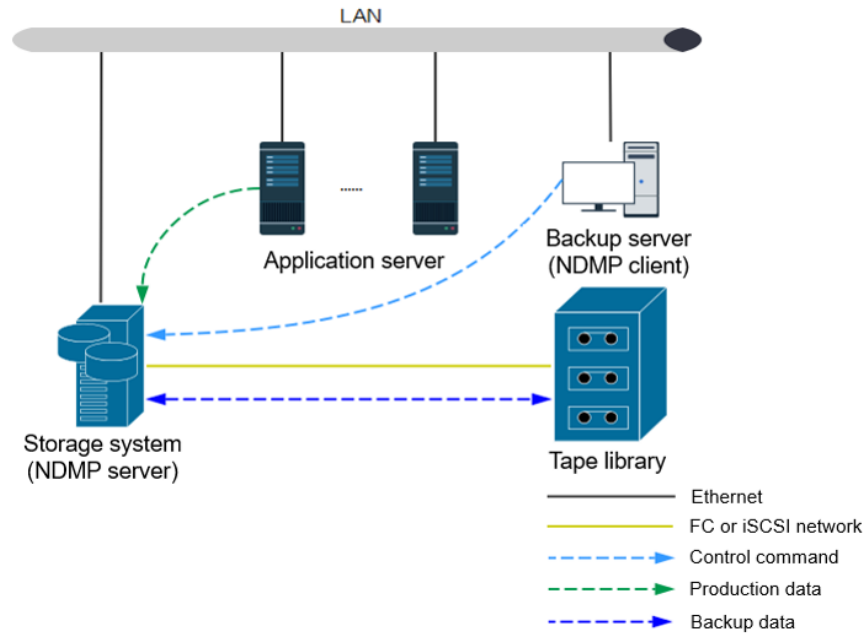 LAN
......
Application server
Backup server
(NDMP client)
Storage system
(NDMP server)
Tape library
Ethernet
FC or iSCSI network
Control command
Production data
Backup data